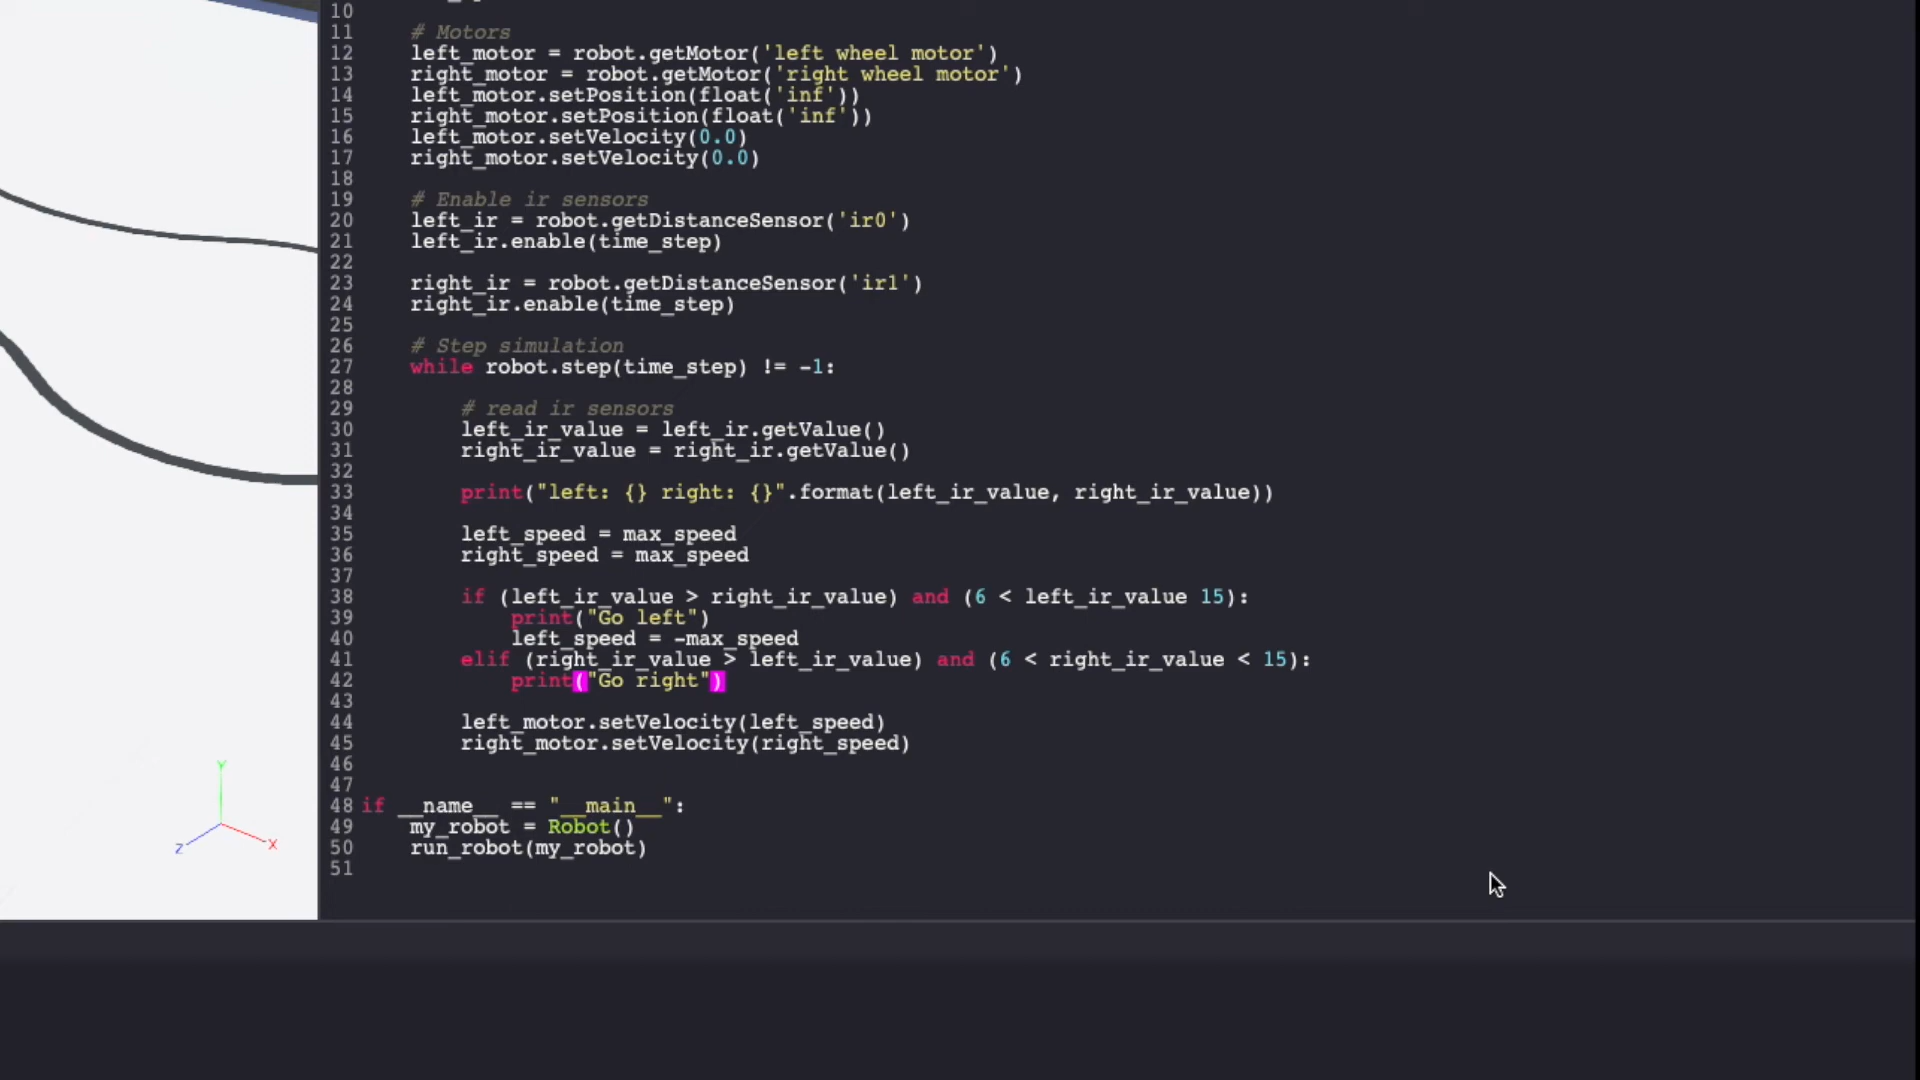 10
11 # Motors
12 left_motor = robot.getMotor('left wheel motor')
13 right_motor = robot.getMotor('right wheel motor')
14 left_motor.setPosition(float('inf'))
15 right_motor.setPosition(float('inf'))
16 left_motor.setVelocity(0.0)
17 right_motor.setVelocity(0.0)
18
19 # Enable ir sensors
20 left_ir = robot.getDistanceSensor('ir0')
21 left_ir.enable(time_step)
22
23 right_ir = robot.getDistanceSensor('ir1')
24 right_ir.enable(time_step)
25
26 # Step simulation
27 while robot.step(time_step) != -1:
28
29 # read ir sensors
30 left_ir_value = left_ir.getValue()
31 right_ir_value = right_ir.getValue()
32
33 print("left: {} right: {}".format(left_ir_value, right_ir_value))
34
35 left_speed = max_speed
36 right_speed = max_speed
37
38 if (left_ir_value > right_ir_value) and (6 < left_ir_value 15):
39 print("Go left")
40 left_speed = -max_speed
41 elif (right_ir_value > left_ir_value) and (6 < right_ir_value < 15):
42 print("Go right")
43
44 left_motor.setVelocity(left_speed)
45 right_motor.setVelocity(right_speed)
46
47
48 if __name__ == "__main__":
49 my_robot = Robot()
50 run_robot(my_robot)
51
Y
Z X